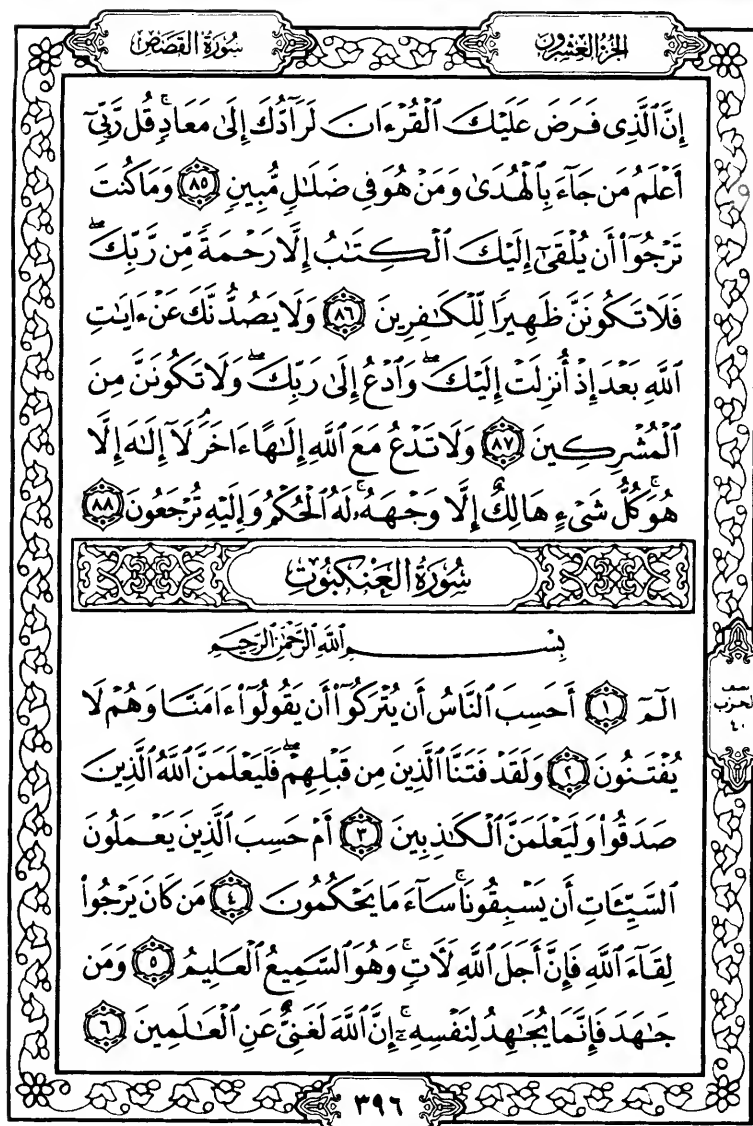 سُورَةُ القَصَصِ
الجُزْءُ العِشْرُونَ
إِنَّ ٱلَّذِى فَرَضَ عَلَيْكَ ٱلْقُرْءَانَ لَرَآدُّكَ إِلَىٰ مَعَادٍۚ قُل رَّبِّىٓ
أَعْلَمُ مَن جَآءَ بِٱلْهُدَىٰ وَمَنْ هُوَ فِى ضَلَٰلٍ مُّبِينٍ ٨٥ وَمَا كُنتَ
تَرْجُوٓا۟ أَن يُلْقَىٰٓ إِلَيْكَ ٱلْكِتَٰبُ إِلَّا رَحْمَةً مِّن رَّبِّكَۖ
فَلَا تَكُونَنَّ ظَهِيرًا لِّلْكَٰفِرِينَ ٨٦ وَلَا يَصُدُّنَّكَ عَنْ ءَايَٰتِ
ٱللَّهِ بَعْدَ إِذْ أُنزِلَتْ إِلَيْكَۖ وَٱدْعُ إِلَىٰ رَبِّكَۖ وَلَا تَكُونَنَّ مِنَ
ٱلْمُشْرِكِينَ ٨٧ وَلَا تَدْعُ مَعَ ٱللَّهِ إِلَٰهًا ءَاخَرَۘ لَآ إِلَٰهَ إِلَّا
هُوَۚ كُلُّ شَىْءٍ هَالِكٌ إِلَّا وَجْهَهُۥۚ لَهُ ٱلْحُكْمُ وَإِلَيْهِ تُرْجَعُونَ ٨٨
سُورَةُ العَنكَبُوتِ
بِسْمِ ٱللَّهِ ٱلرَّحْمَٰنِ ٱلرَّحِيمِ
الٓمٓ ١ أَحَسِبَ ٱلنَّاسُ أَن يُتْرَكُوٓا۟ أَن يَقُولُوٓا۟ ءَامَنَّا وَهُمْ لَا
يُفْتَنُونَ ٢ وَلَقَدْ فَتَنَّا ٱلَّذِينَ مِن قَبْلِهِمْۖ فَلَيَعْلَمَنَّ ٱللَّهُ ٱلَّذِينَ
صَدَقُوا۟ وَلَيَعْلَمَنَّ ٱلْكَٰذِبِينَ ٣ أَمْ حَسِبَ ٱلَّذِينَ يَعْمَلُونَ
ٱلسَّيِّـَٔاتِ أَن يَسْبِقُونَاۚ سَآءَ مَا يَحْكُمُونَ ٤ مَن كَانَ يَرْجُوا۟
لِقَآءَ ٱللَّهِ فَإِنَّ أَجَلَ ٱللَّهِ لَـَٔاتٍۚ وَهُوَ ٱلسَّمِيعُ ٱلْعَلِيمُ ٥ وَمَن
جَٰهَدَ فَإِنَّمَا يُجَٰهِدُ لِنَفْسِهِۦٓۚ إِنَّ ٱللَّهَ لَغَنِىٌّ عَنِ ٱلْعَٰلَمِينَ ٦
نصف
الحزب
٤٠
٣٩٦